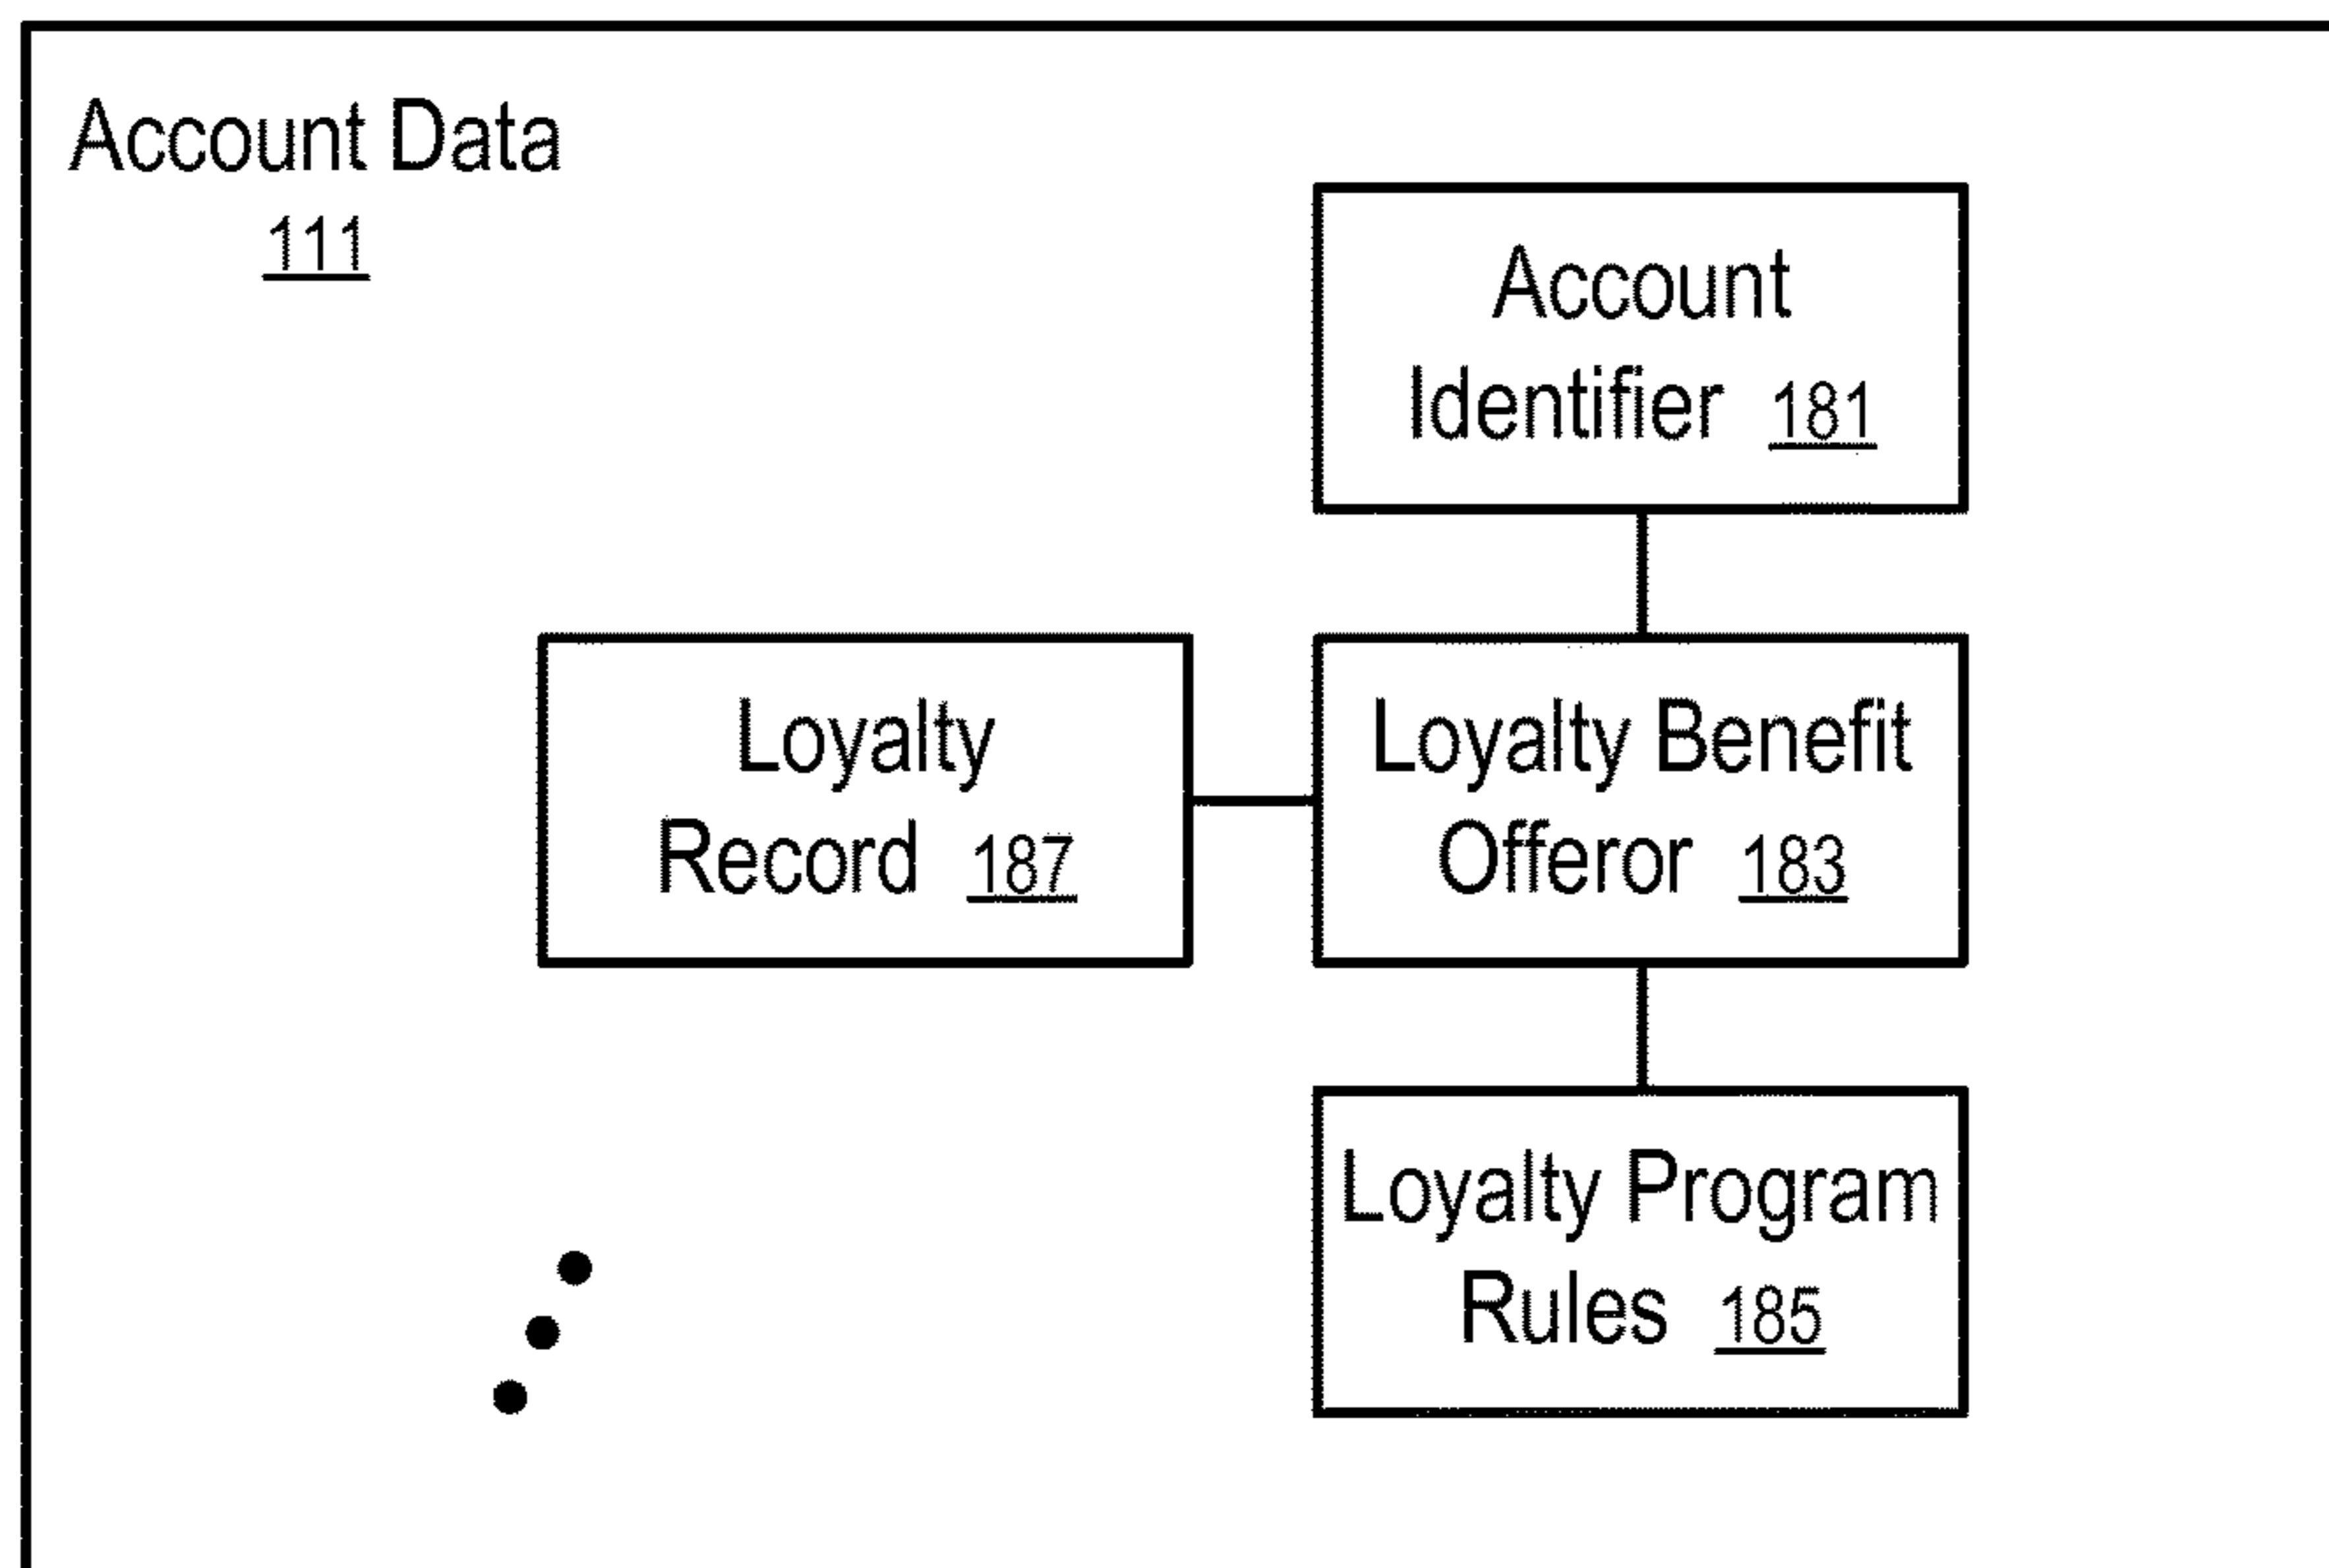 Account Data
111
Account
Identifier 181
Loyalty
Record 187
Loyalty Benefit
Offeror 183
Loyalty Program
Rules 185